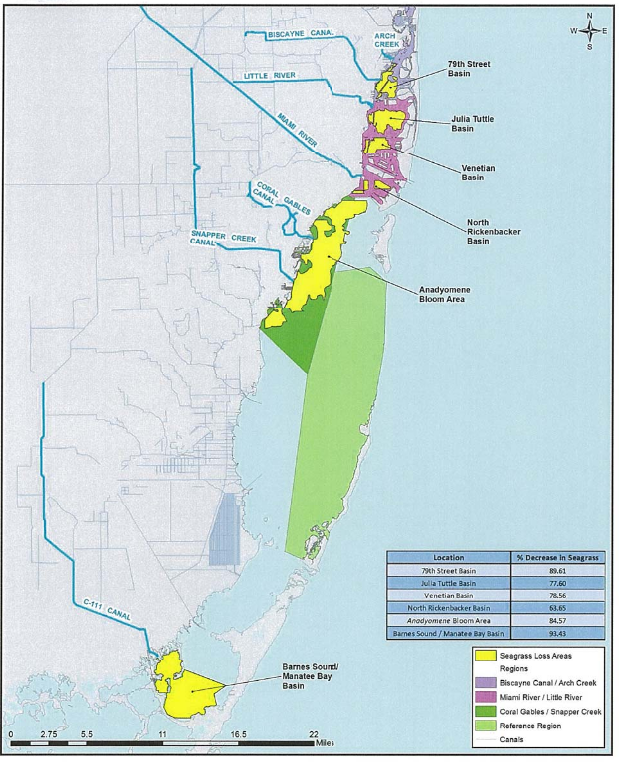 N
W E
S
BISCAYNE CANA.
ARCH
CREEK
79th Street
Basin
LITTLE RIVER
Julia Tuttle
Basin
MIAMI RIVER
Venetian
Basin
CORAL GABLES
CANAL
North
Rickenbacker
Basin
SNAPPER CREEK
CANAL
Anadyomene
Bloom Area
Location % Decrease In Seagrass
79th Street Basin 89.61
Julia Tuttle Basin 77.60
Venetian Basin 78.56
North Rickenbacker Basin 63.65
Anadyomene Bloom Area 84.57
Barnes Sound / Manatee Bay Basin 93.43
C-111 CANAL
Barnes Sound/
Manatee Bay
Basin
Seagrass Loss Areas
Regions
Biscayne Canal / Arch Creek
Miami River / Little River
Coral Gables / Snapper Creek
Reference Region
Canals
0 2.75 5.5 11 16.5 22
Miles